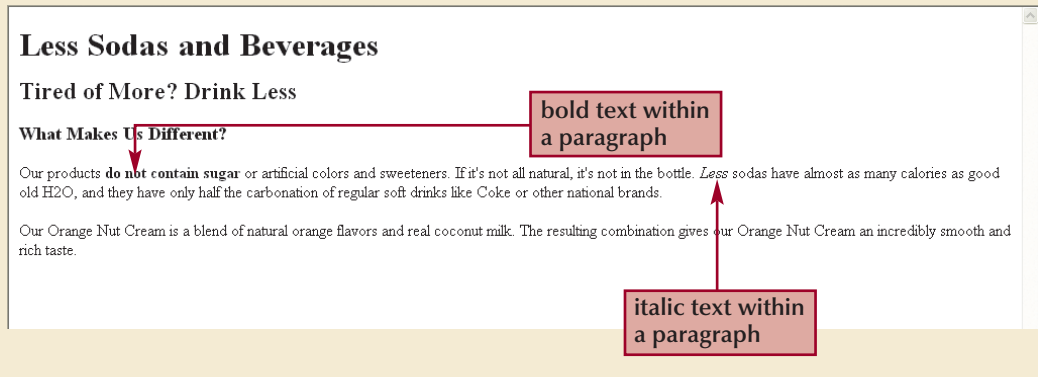 Less Sodas and Beverages
Tired of More? Drink Less
bold text within
a paragraph
What Makes Us Different?
Our products do not contain sugar or artificial colors and sweeteners. If it's not all natural, it's not in the bottle. Less sodas have almost as many calories as good
old H2O, and they have only half the carbonation of regular soft drinks like Coke or other national brands.
Our Orange Nut Cream is a blend of natural orange flavors and real coconut milk. The resulting combination gives our Orange Nut Cream an incredibly smooth and
rich taste.
italic text within
a paragraph